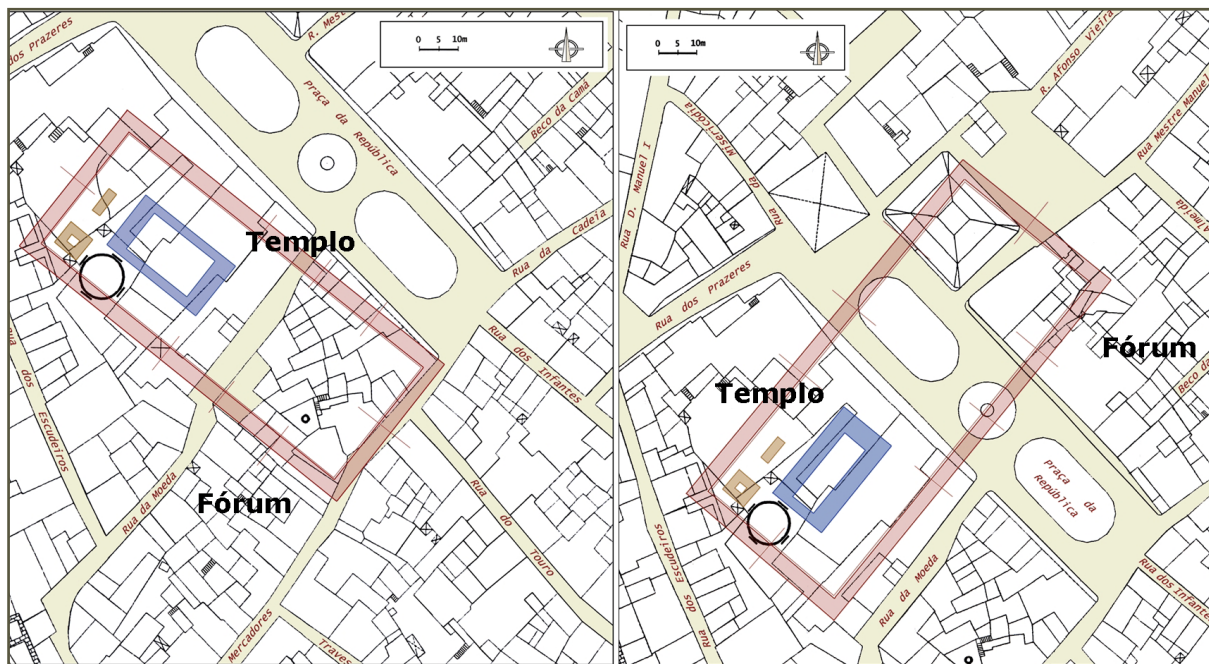 dos Prazeres
R. Mestre
0 5 10m
Praça da República
Beco da Cama
Templo
Rua da Cadeia
Rua dos Infantes
dos Escudeiros
Rua da Moeda
Fórum
Rua do Touro
Mercadores
Traves
0 5 10m
R. Afonso Vieira
Rua Mestre Manuel
Rua D. Manuel I
Rua da Misericódia
Almeida
Rua dos Prazeres
Fórum
Templo
Beco da
Praça da
República
Rua dos Escudeiros
Rua da Moeda
Rua dos Infantes